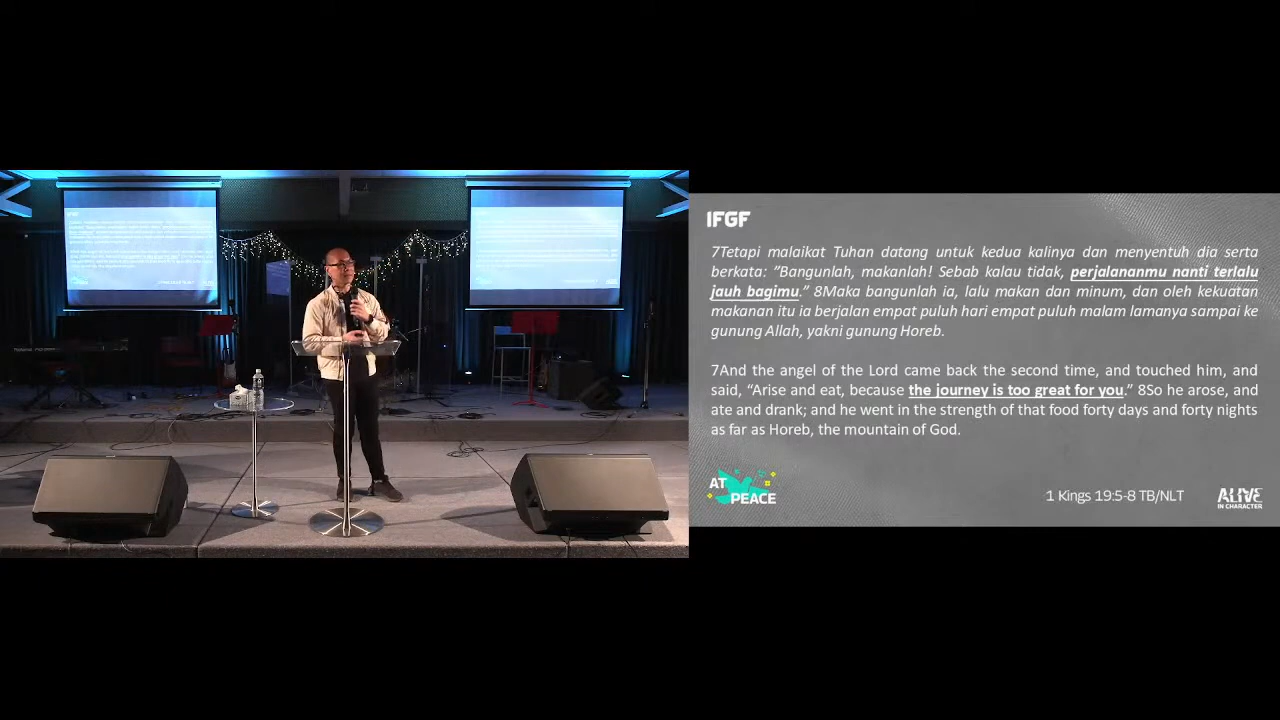 IFGF
7Tetapi malaikat Tuhan datang untuk kedua kalinya dan menyentuh dia serta
berkata: "Bangunlah, makanlah! Sebab kalau tidak, perjalananmu nanti terlalu
jauh bagimu." 8Maka bangunlah ia, lalu makan dan minum, dan oleh kekuatan
makanan itu ia berjalan empat puluh hari empat puluh malam lamanya sampai ke
gunung Allah, yakni gunung Horeb.
7And the angel of the Lord came back the second time, and touched him, and
said, “Arise and eat, because the journey is too great for you.” 8So he arose, and
ate and drank; and he went in the strength of that food forty days and forty nights
as far as Horeb, the mountain of God.
AT
PEACE
1 Kings 19:5-8 TB/NLT
ALIVE
IN CHARACTER